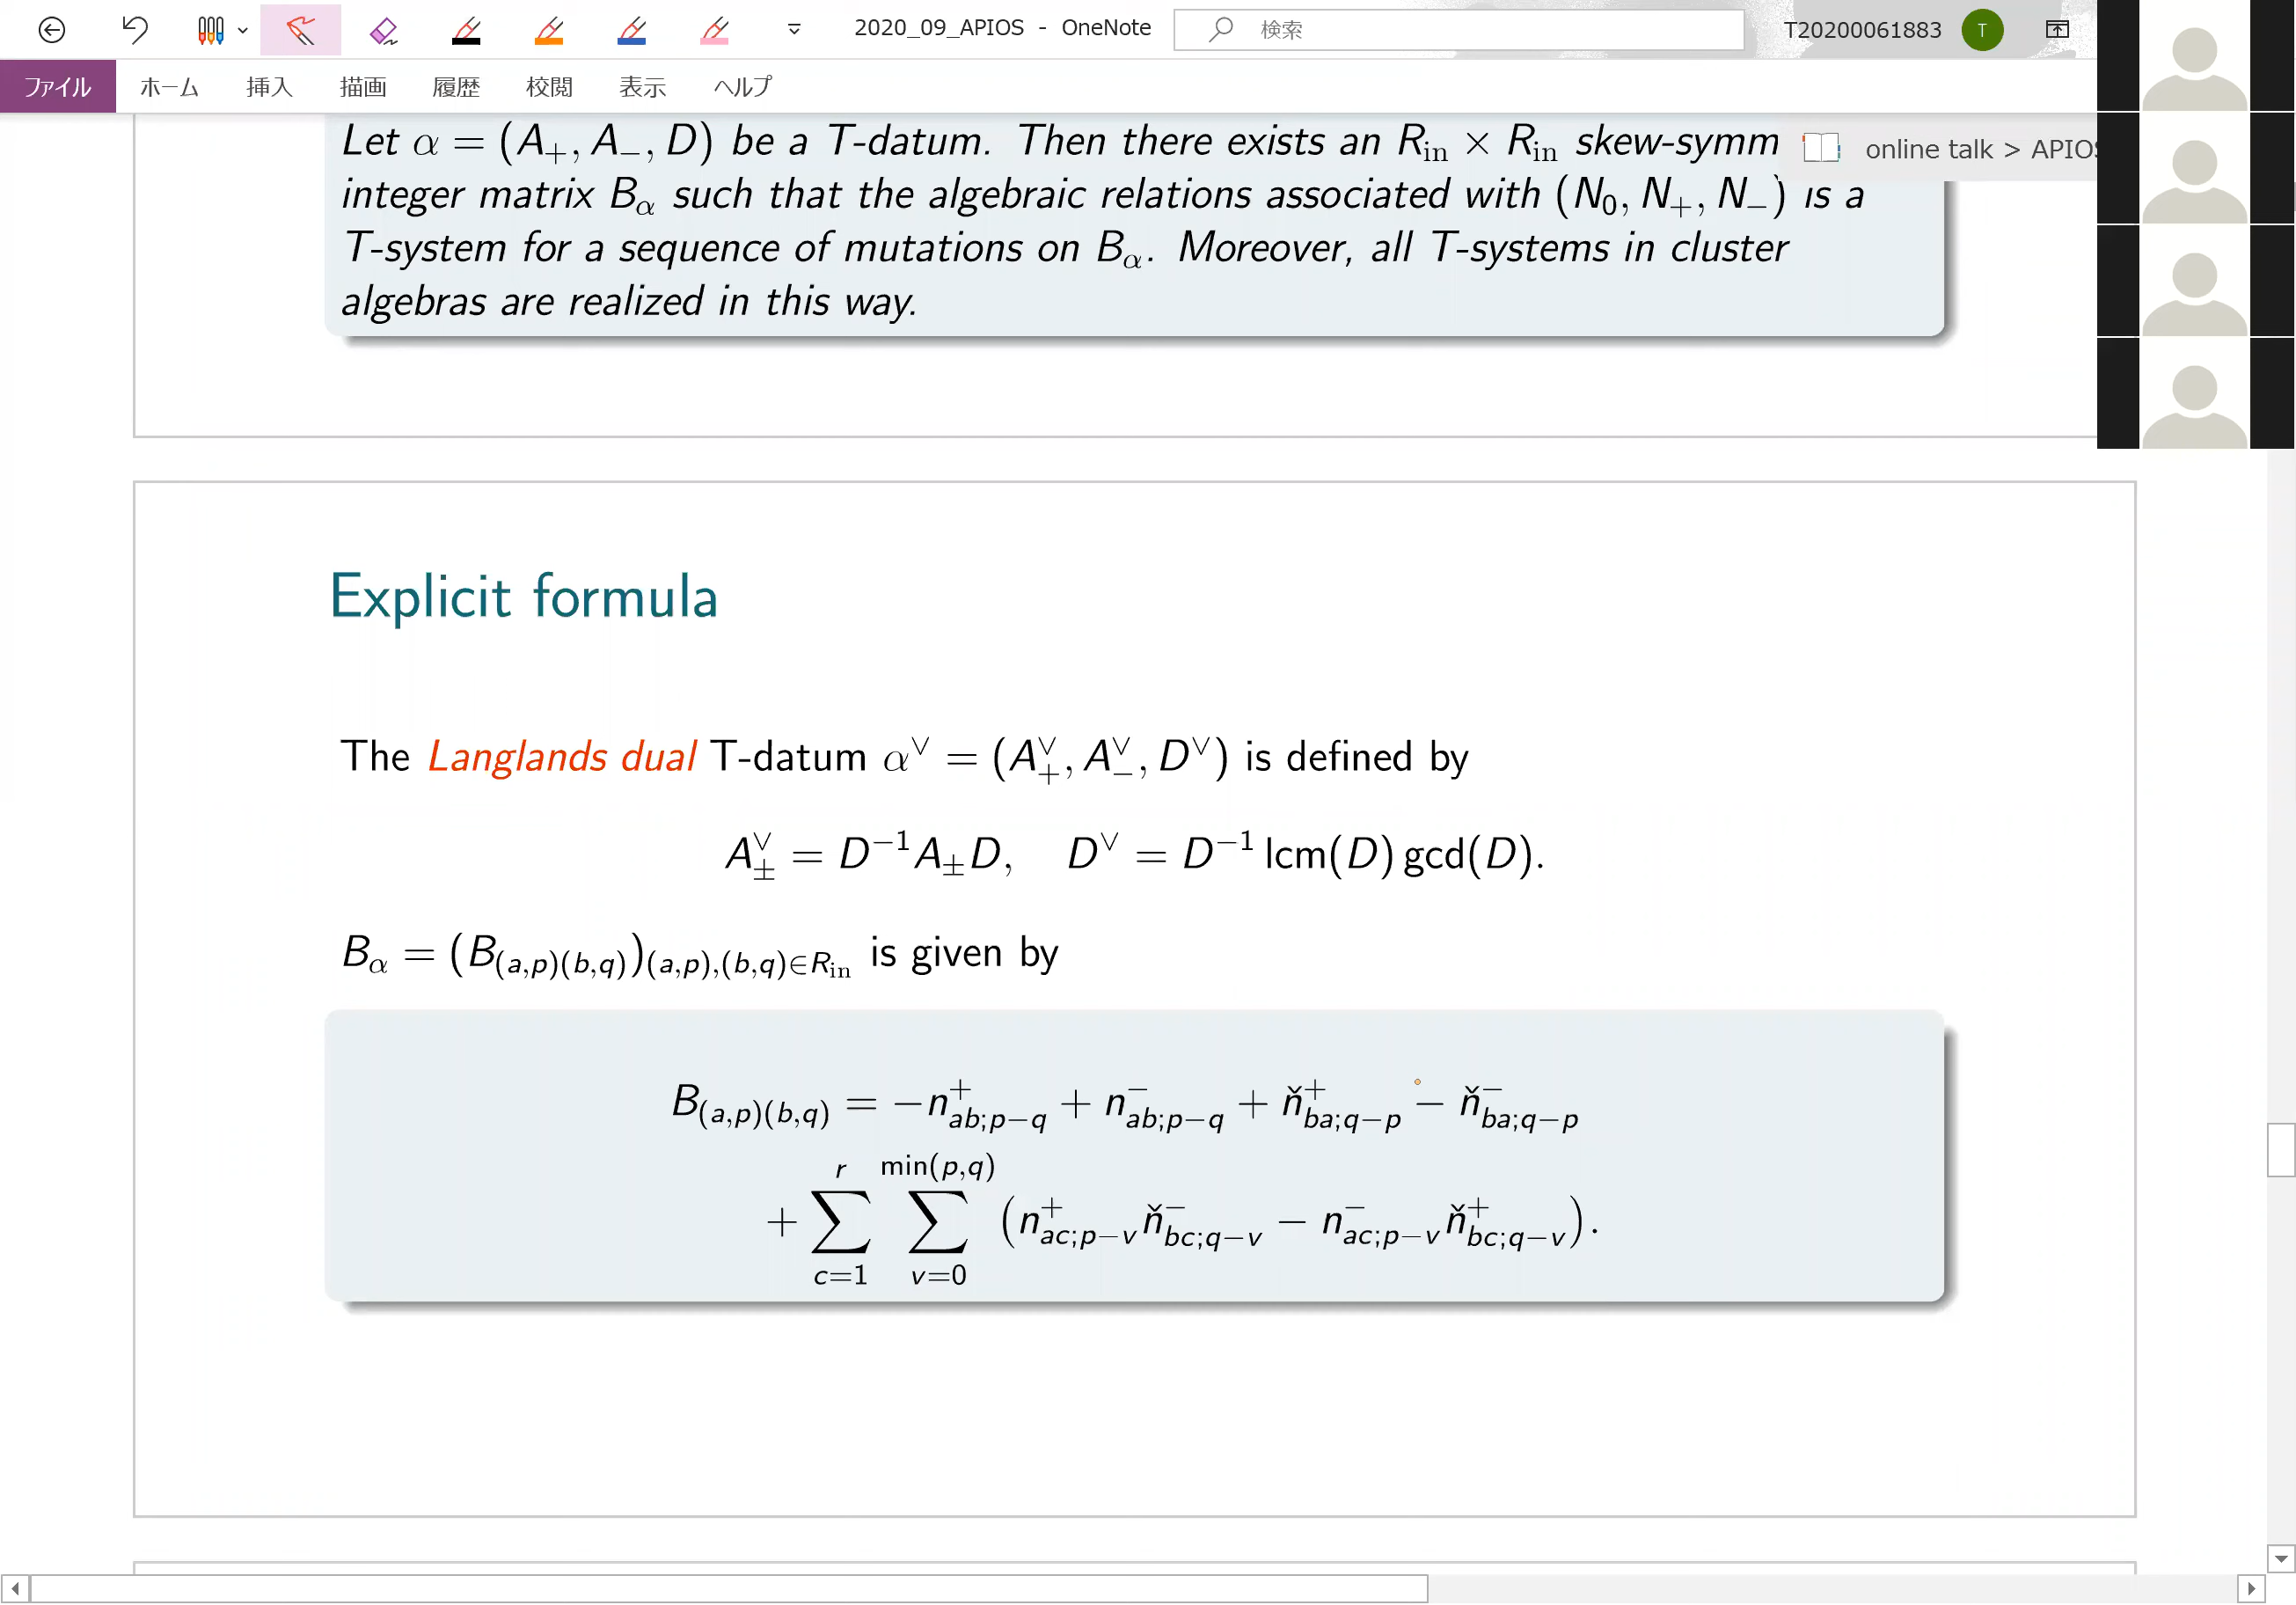 2020_09_APIOS - OneNote
検索
T20200061883
T
ファイル ホーム 挿入 描画 履歴 校閲 表示 ヘルプ
online talk > APIOS
Let α = (A₊, A₋, D) be a T-datum. Then there exists an R_in × R_in skew-symm
integer matrix B_α such that the algebraic relations associated with (N₀, N₊, N₋) is a
T-system for a sequence of mutations on B_α. Moreover, all T-systems in cluster
algebras are realized in this way.
Explicit formula
The Langlands dual T-datum α^∨ = (A₊^∨, A₋^∨, D^∨) is defined by
A_±^∨ = D⁻¹A_±D, D^∨ = D⁻¹ lcm(D) gcd(D).
B_α = (B_{(a,p)(b,q)})_{(a,p),(b,q)∈R_in} is given by
B_{(a,p)(b,q)} = −n^+_{ab;p−q} + n^−_{ab;p−q} + ň^+_{ba;q−p} − ň^−_{ba;q−p}
+ ∑_{c=1}^{r} ∑_{v=0}^{min(p,q)} (n^+_{ac;p−v} ň^−_{bc;q−v} − n^−_{ac;p−v} ň^+_{bc;q−v}).